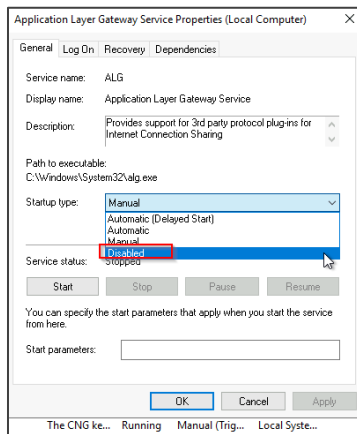 Application Layer Gateway Service Properties (Local Computer)
General Log On Recovery Dependencies
Service name: ALG
Display name: Application Layer Gateway Service
Description: Provides support for 3rd party protocol plug-ins for
Internet Connection Sharing
Path to executable:
C:\Windows\System32\alg.exe
Startup type: Manual
Automatic (Delayed Start)
Automatic
Manual
Disabled
Service status: Stopped
Start Stop Pause Resume
You can specify the start parameters that apply when you start the service
from here.
Start parameters:
OK Cancel Apply
The CNG ke... Running Manual (Trig... Local Syste...